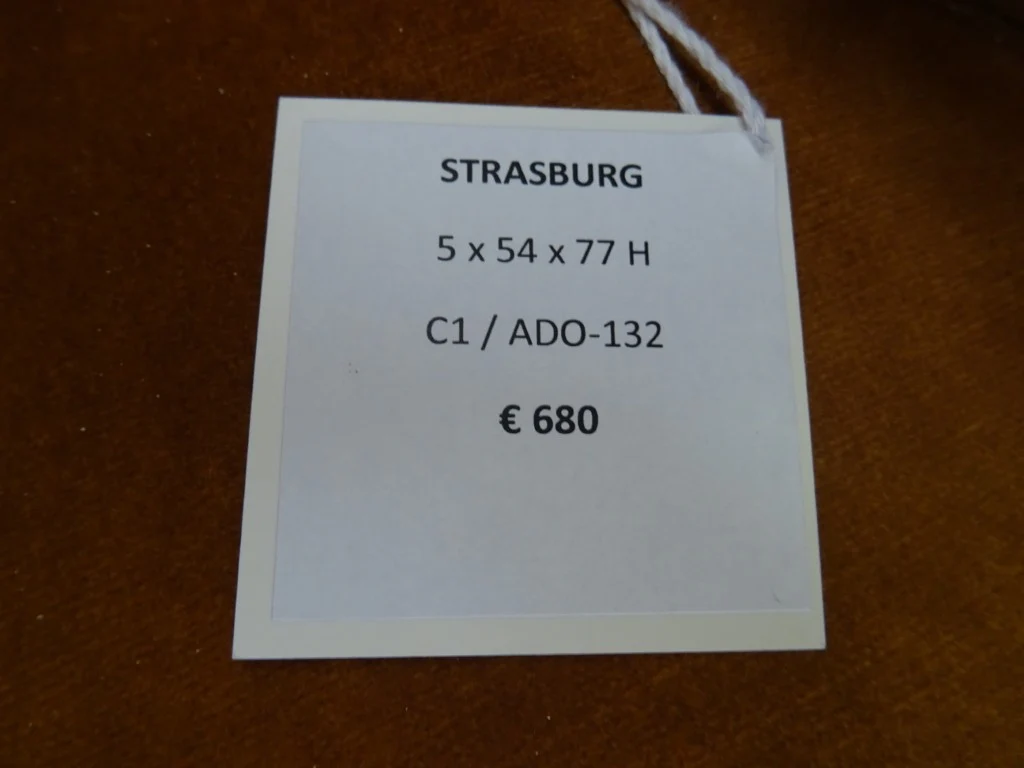 STRASBURG
5 x 54 x 77 H
C1 / ADO-132
€ 680